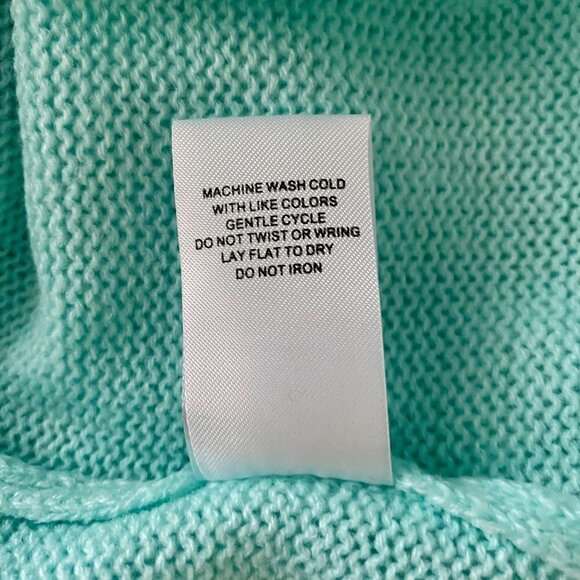 MACHINE WASH COLD
WITH LIKE COLORS
GENTLE CYCLE
DO NOT TWIST OR WRING
LAY FLAT TO DRY
DO NOT IRON